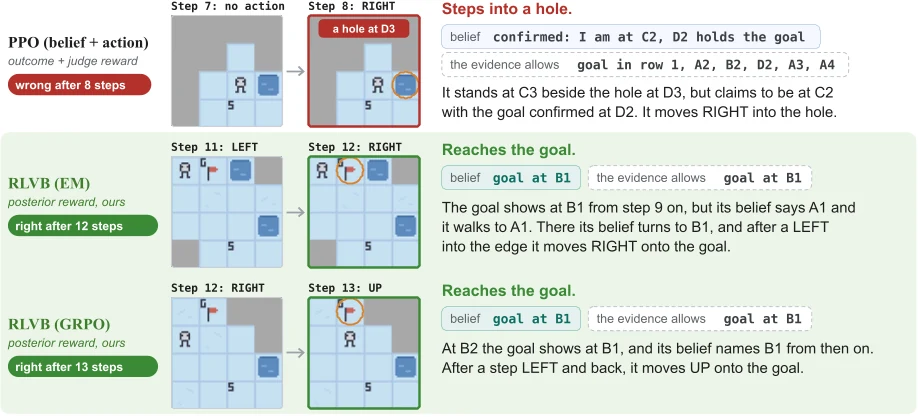 Step 7: no action
Step 8: RIGHT
Steps into a hole.
PPO (belief + action)
outcome + judge reward
wrong after 8 steps
a hole at D3
S
S
belief confirmed: I am at C2, D2 holds the goal
the evidence allows goal in row 1, A2, B2, D2, A3, A4
It stands at C3 beside the hole at D3, but claims to be at C2
with the goal confirmed at D2. It moves RIGHT into the hole.
Step 11: LEFT
Step 12: RIGHT
Reaches the goal.
RLVB (EM)
posterior reward, ours
right after 12 steps
G
S
G
S
belief goal at B1
the evidence allows goal at B1
The goal shows at B1 from step 9 on, but its belief says A1 and
it walks to A1. There its belief turns to B1, and after a LEFT
into the edge it moves RIGHT onto the goal.
Step 12: RIGHT
Step 13: UP
Reaches the goal.
RLVB (GRPO)
posterior reward, ours
right after 13 steps
G
S
G
S
belief goal at B1
the evidence allows goal at B1
At B2 the goal shows at B1, and its belief names B1 from then on.
After a step LEFT and back, it moves UP onto the goal.